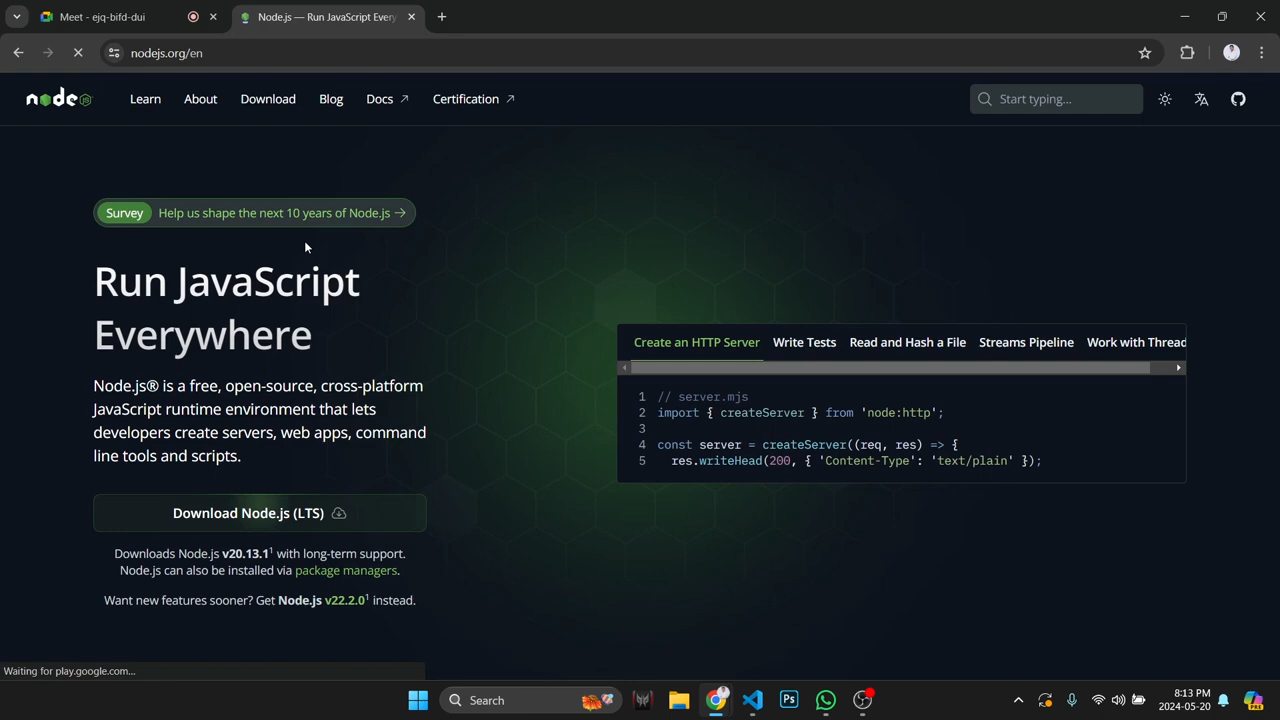 Meet - ejq-bifd-dui
Node.js — Run JavaScript Every
nodejs.org/en
node JS
Learn
About
Download
Blog
Docs
Certification
Start typing...
Survey
Help us shape the next 10 years of Node.js →
Run JavaScript
Everywhere
Node.js® is a free, open-source, cross-platform
JavaScript runtime environment that lets
developers create servers, web apps, command
line tools and scripts.
Download Node.js (LTS)
Downloads Node.js v20.13.1¹ with long-term support.
Node.js can also be installed via package managers.
Want new features sooner? Get Node.js v22.2.0¹ instead.
Create an HTTP Server
Write Tests
Read and Hash a File
Streams Pipeline
Work with Thread
1 // server.mjs
2 import { createServer } from 'node:http';
3
4 const server = createServer((req, res) => {
5 res.writeHead(200, { 'Content-Type': 'text/plain' });
Waiting for play.google.com...
Search
Ps
8:13 PM
2024-05-20
PRE